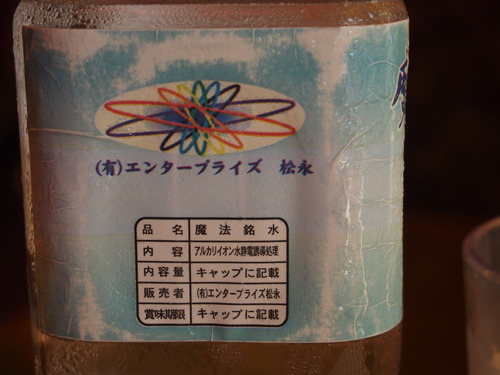 (有)エンタープライズ 松永
品名 魔法銘水
内容 アルカリイオン水静電誘導処理
内容量 キャップに記載
販売者 (有)エンタープライズ松永
賞味期限 キャップに記載